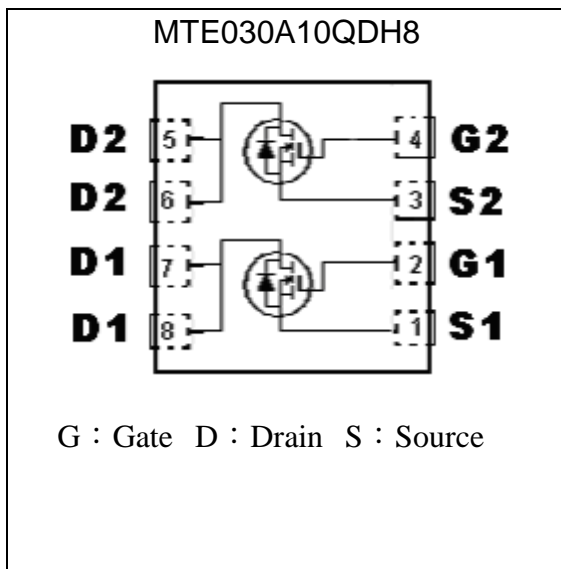 MTE030A10QDH8
D2 5 4 G2
D2 6 3 S2
D1 7 2 G1
D1 8 1 S1
G：Gate D：Drain S：Source